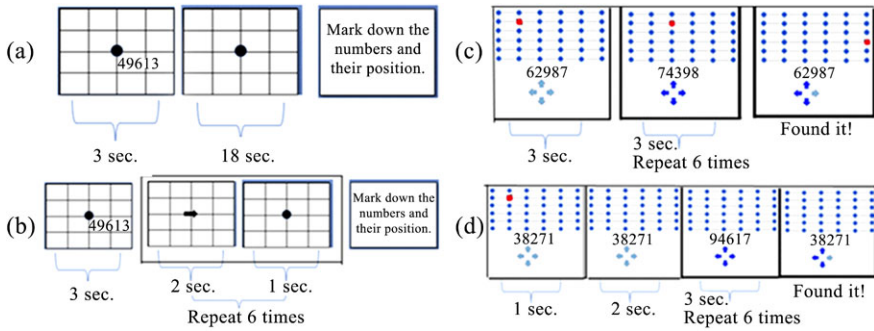 (a)
49613
Mark down the
numbers and
their position.
3 sec.
18 sec.
(b)
49613
Mark down the
numbers and
their position.
3 sec.
2 sec.
1 sec.
Repeat 6 times
(c)
62987
74398
62987
3 sec.
3 sec.
Repeat 6 times
Found it!
(d)
38271
38271
94617
38271
1 sec.
2 sec.
3 sec.
Repeat 6 times
Found it!